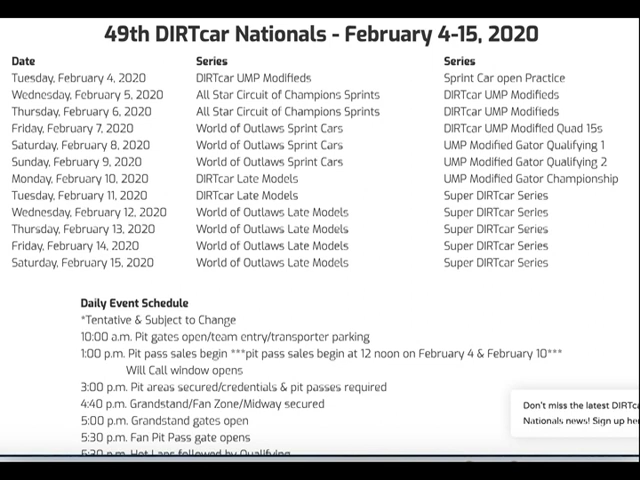 49th DIRTcar Nationals - February 4-15, 2020
Date Series Series
Tuesday, February 4, 2020 DIRTcar UMP Modifieds Sprint Car open Practice
Wednesday, February 5, 2020 All Star Circuit of Champions Sprints DIRTcar UMP Modifieds
Thursday, February 6, 2020 All Star Circuit of Champions Sprints DIRTcar UMP Modifieds
Friday, February 7, 2020 World of Outlaws Sprint Cars DIRTcar UMP Modified Quad 15s
Saturday, February 8, 2020 World of Outlaws Sprint Cars UMP Modified Gator Qualifying 1
Sunday, February 9, 2020 World of Outlaws Sprint Cars UMP Modified Gator Qualifying 2
Monday, February 10, 2020 DIRTcar Late Models UMP Modified Gator Championship
Tuesday, February 11, 2020 DIRTcar Late Models Super DIRTcar Series
Wednesday, February 12, 2020 World of Outlaws Late Models Super DIRTcar Series
Thursday, February 13, 2020 World of Outlaws Late Models Super DIRTcar Series
Friday, February 14, 2020 World of Outlaws Late Models Super DIRTcar Series
Saturday, February 15, 2020 World of Outlaws Late Models Super DIRTcar Series
Daily Event Schedule
*Tentative & Subject to Change
10:00 a.m. Pit gates open/team entry/transporter parking
1:00 p.m. Pit pass sales begin ***pit pass sales begin at 12 noon on February 4 & February 10***
Will Call window opens
3:00 p.m. Pit areas secured/credentials & pit passes required
4:40 p.m. Grandstand/Fan Zone/Midway secured
5:00 p.m. Grandstand gates open
5:30 p.m. Fan Pit Pass gate opens
6:30 p.m. Hot Laps followed by Qualifying
Don't miss the latest DIRTca
Nationals news! Sign up her